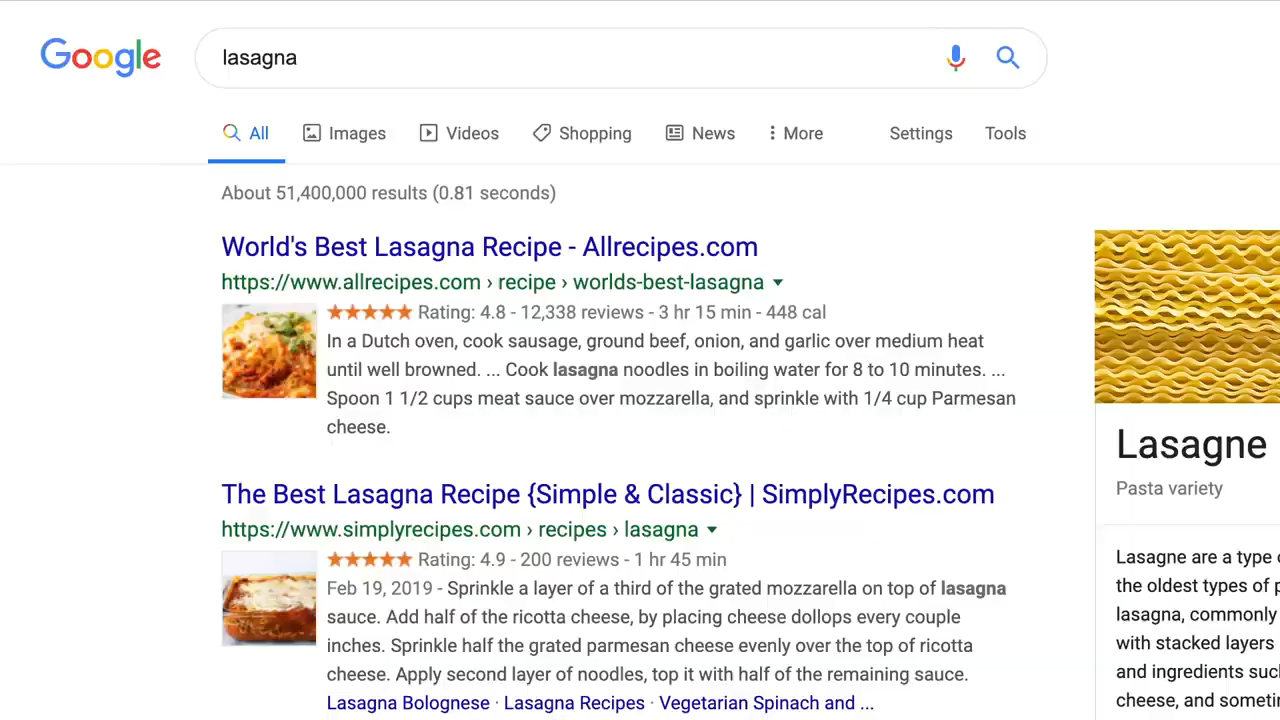 Google
lasagna
All Images Videos Shopping News More Settings Tools
About 51,400,000 results (0.81 seconds)
World's Best Lasagna Recipe - Allrecipes.com
https://www.allrecipes.com › recipe › worlds-best-lasagna
Rating: 4.8 - 12,338 reviews - 3 hr 15 min - 448 cal
In a Dutch oven, cook sausage, ground beef, onion, and garlic over medium heat
until well browned. ... Cook lasagna noodles in boiling water for 8 to 10 minutes. ...
Spoon 1 1/2 cups meat sauce over mozzarella, and sprinkle with 1/4 cup Parmesan
cheese.
The Best Lasagna Recipe {Simple & Classic} | SimplyRecipes.com
https://www.simplyrecipes.com › recipes › lasagna
Rating: 4.9 - 200 reviews - 1 hr 45 min
Feb 19, 2019 - Sprinkle a layer of a third of the grated mozzarella on top of lasagna
sauce. Add half of the ricotta cheese, by placing cheese dollops every couple
inches. Sprinkle half the grated parmesan cheese evenly over the top of ricotta
cheese. Apply second layer of noodles, top it with half of the remaining sauce.
Lasagna Bolognese · Lasagna Recipes · Vegetarian Spinach and ...
Lasagne
Pasta variety
Lasagne are a type
the oldest types of
lasagna, commonly
with stacked layers
and ingredients
cheese, and